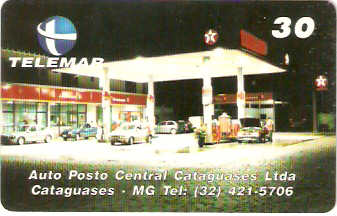 30
TELEMAR
Auto Posto Central Cataguases Ltda
Cataguases - MG Tel: (32) 421-5706